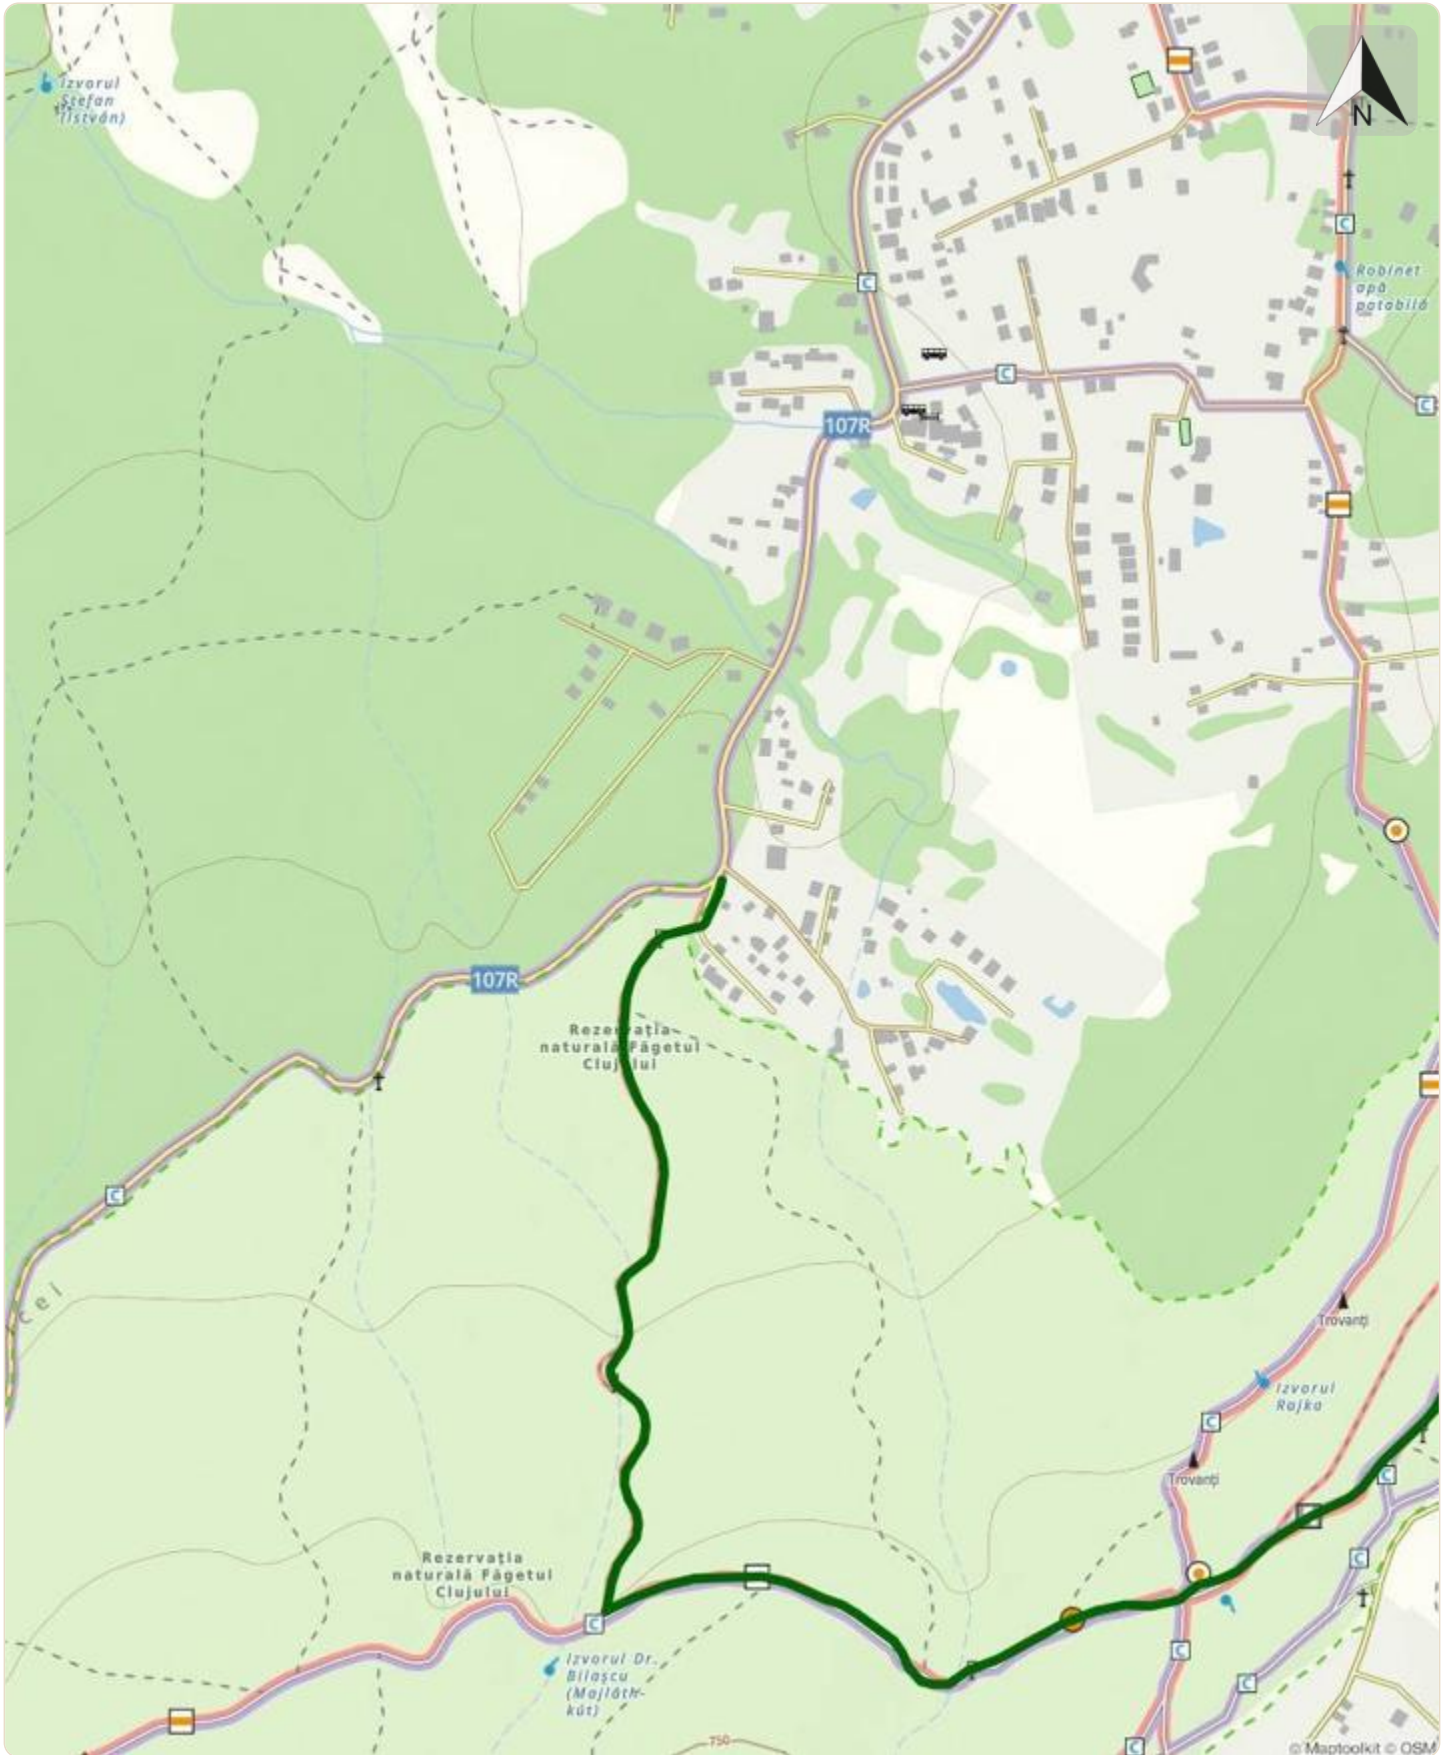 Izvorul
Ștefan
(István)
N
C
Robinet
apă
potabilă
C
C
C
107R
107R
Rezervația
naturală Făgetul
Clujului
C
cel
Trovanți
Izvorul
Rajka
C
Trovanți
C
Rezervația
naturală Făgetul
Clujului
C
C
C
Izvorul Dr.
Bilașcu
(Majláth-
kút)
C
750
C
© Maptoolkit © OSM